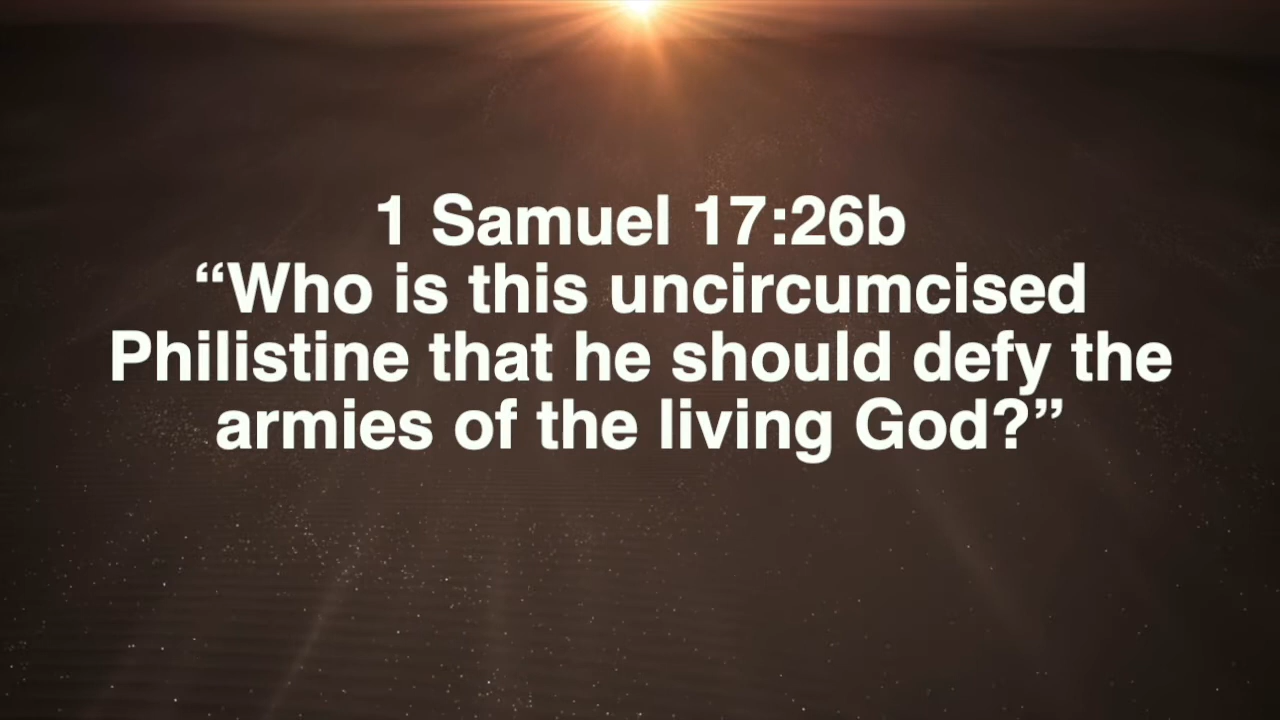 1 Samuel 17:26b
“Who is this uncircumcised
Philistine that he should defy the
armies of the living God?”